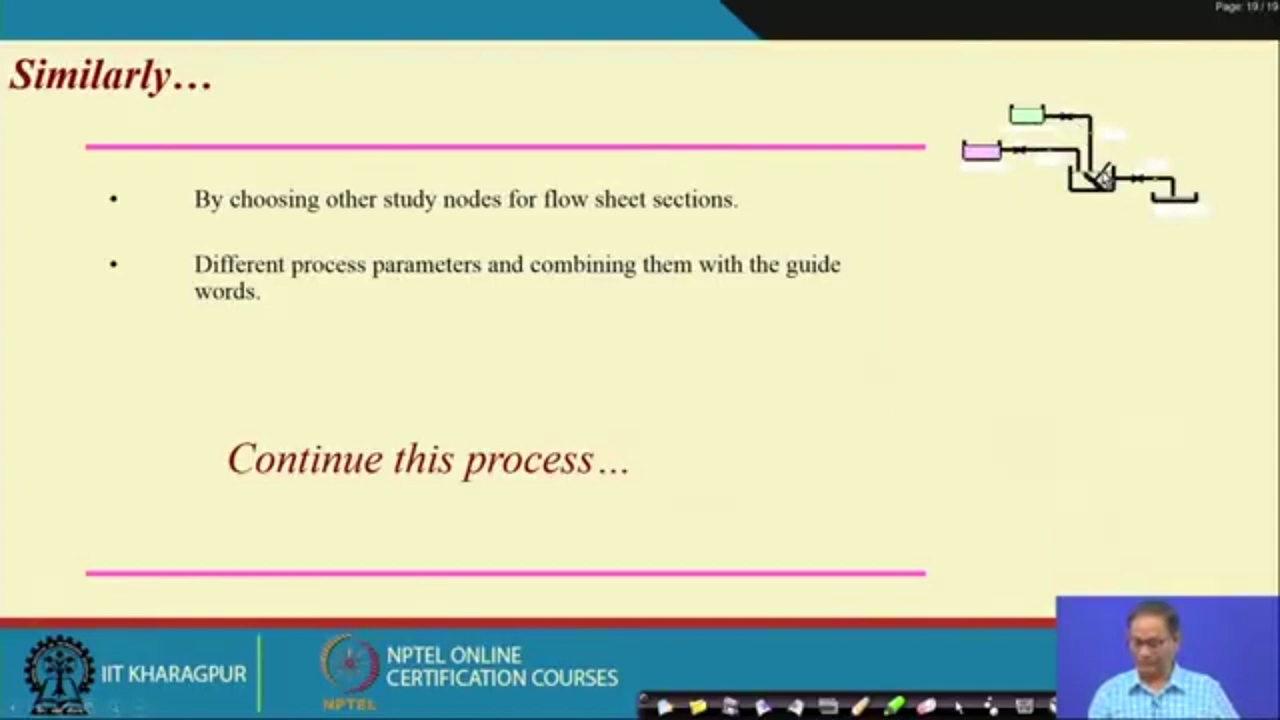 Page: 19 / 19
Similarly…
• By choosing other study nodes for flow sheet sections.
• Different process parameters and combining them with the guide
words.
Continue this process…
IIT KHARAGPUR
NPTEL ONLINE
CERTIFICATION COURSES
NPTEL